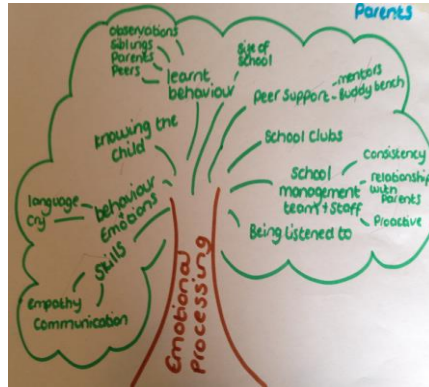 Parents
observations
Siblings
Parents
Peers
learnt
behaviour
Size of
School
Peer Support
mentors
Buddy bench
knowing the
child
School Clubs
School
management
team + Staff
Consistency
relationship
with
Parents
Proactive
language
Cry
behaviour
+
Emotions
Being listened to
Skills
Empathy
Communication
Emotional
Processing